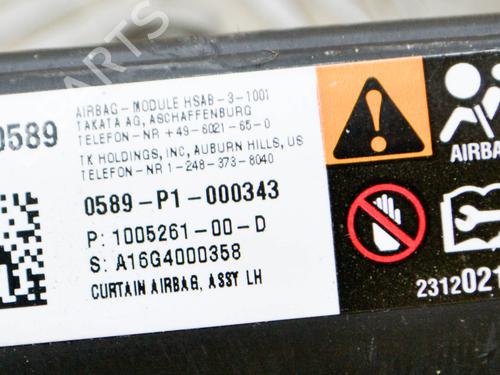 PARTS
0589
AIRBAG - MODULE HSAB-3-1001
TAKATA AG, ASCHAFFENBURG
TELEFON-NR +49-6021-65-0
TK HOLDINGS, INC, AUBURN HILLS, US
TELEFON-NR 1-248-373-8040
0589-P1-000343
P: 1005261-00-D
S: A16G4000358
CURTAIN AIRBAG, ASSY LH
AIRBAG
2312021